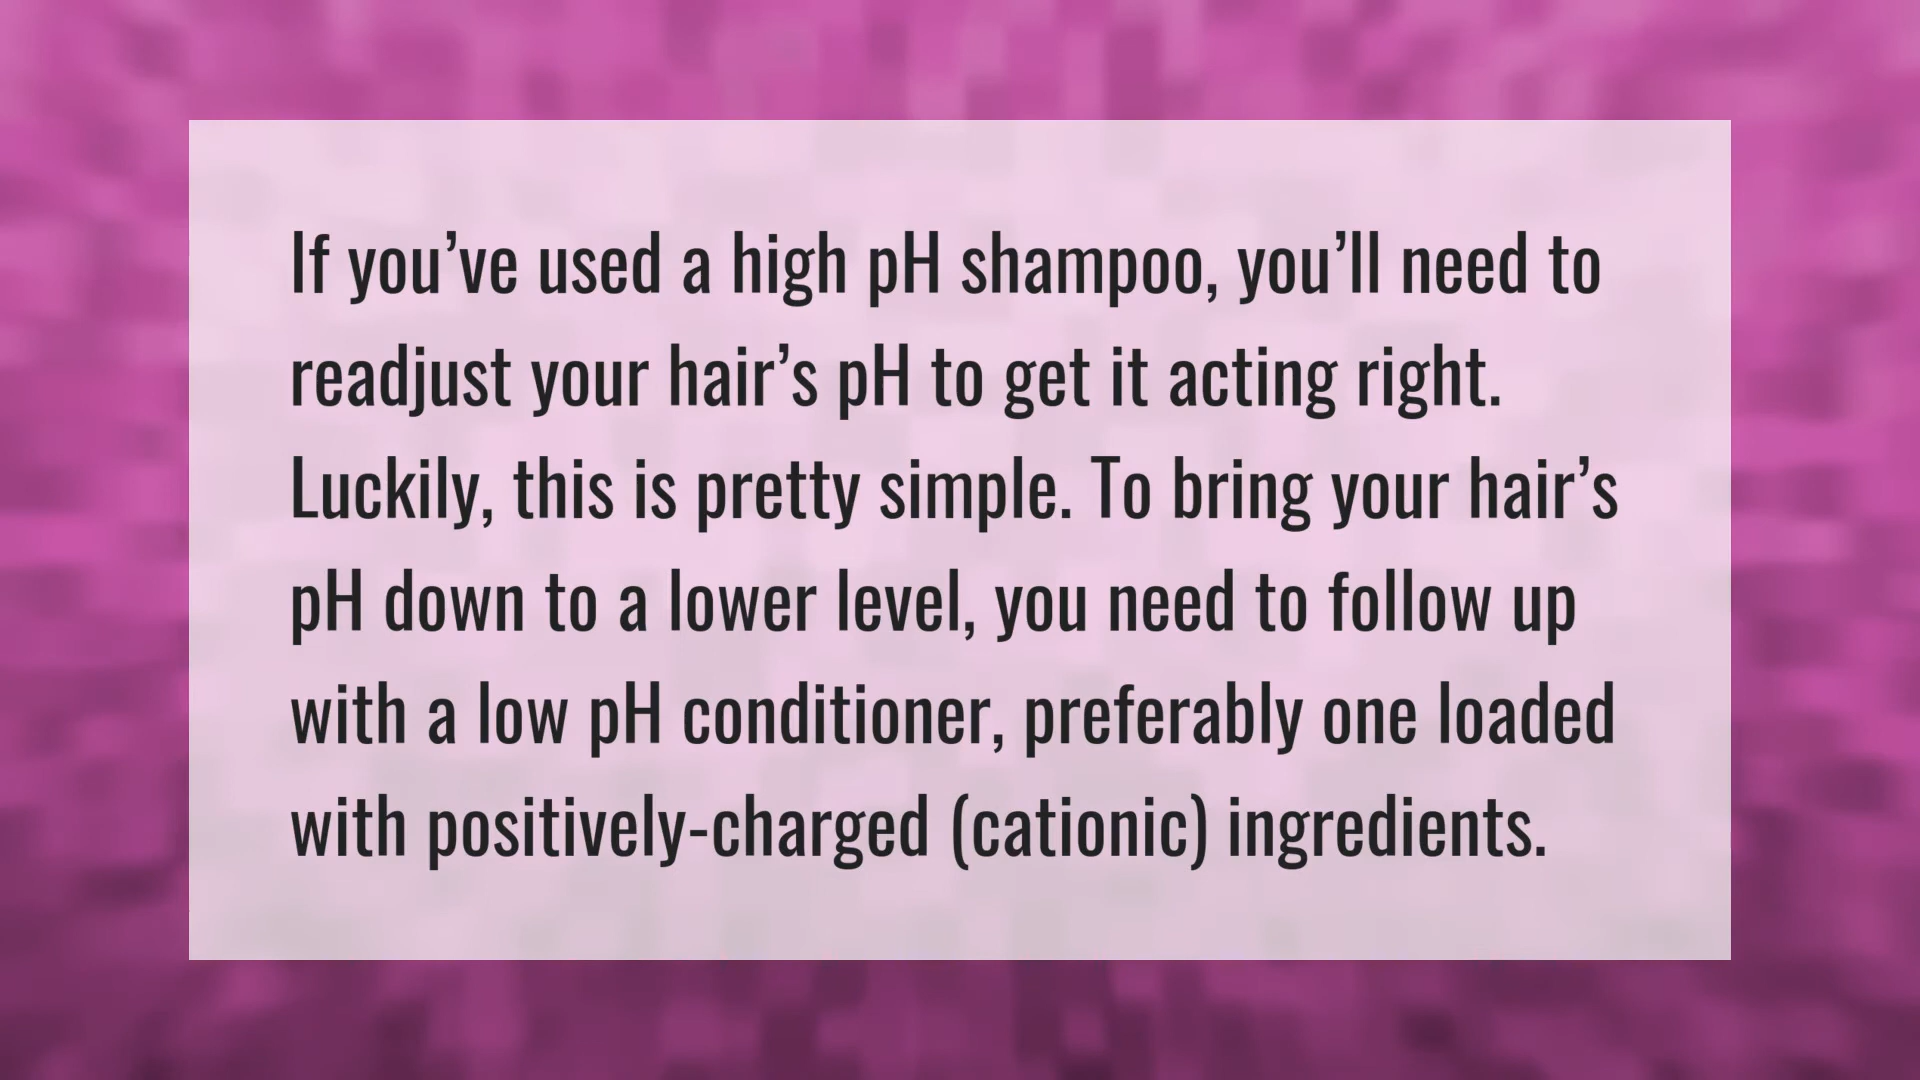 If you’ve used a high pH shampoo, you’ll need to
readjust your hair’s pH to get it acting right.
Luckily, this is pretty simple. To bring your hair’s
pH down to a lower level, you need to follow up
with a low pH conditioner, preferably one loaded
with positively-charged (cationic) ingredients.